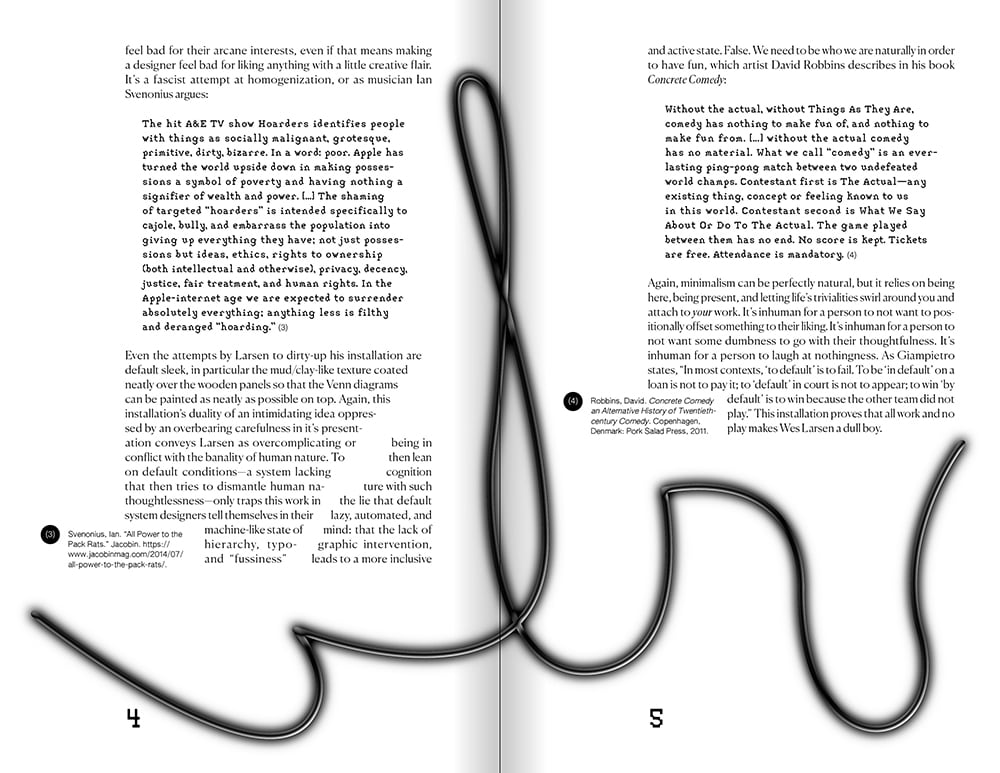 feel bad for their arcane interests, even if that means making
a designer feel bad for liking anything with a little creative flair.
It's a fascist attempt at homogenization, or as musician Ian
Svenonius argues:
The hit A&E TV show Hoarders identifies people
with things as socially malignant, grotesque,
primitive, dirty, bizarre. In a word: poor. Apple has
turned the world upside down in making posses-
sions a symbol of poverty and having nothing a
signifier of wealth and power. [...] The shaming
of targeted “hoarders” is intended specifically to
cajole, bully, and embarrass the population into
giving up everything they have; not just posses-
sions but ideas, ethics, rights to ownership
(both intellectual and otherwise), privacy, decency,
justice, fair treatment, and human rights. In the
Apple-internet age we are expected to surrender
absolutely everything; anything less is filthy
and deranged “hoarding.” (3)
Even the attempts by Larsen to dirty-up his installation are
default sleek, in particular the mud/clay-like texture coated
neatly over the wooden panels so that the Venn diagrams
can be painted as neatly as possible on top. Again, this
installation's duality of an intimidating idea oppres-
sed by an overbearing carefulness in it's present-
ation conveys Larsen as overcomplicating or being in
conflict with the banality of human nature. To then lean
on default conditions—a system lacking cognition
that then tries to dismantle human na- ture with such
thoughtlessness—only traps this work in the lie that default
system designers tell themselves in their lazy, automated, and
machine-like state of mind: that the lack of
hierarchy, typo- graphic intervention,
and “fussiness” leads to a more inclusive
(3) Svenonius, Ian. “All Power to the
Pack Rats.” Jacobin. https://
www.jacobinmag.com/2014/07/
all-power-to-the-pack-rats/.
4
and active state. False. We need to be who we are naturally in order
to have fun, which artist David Robbins describes in his book
Concrete Comedy:
Without the actual, without Things As They Are,
comedy has nothing to make fun of, and nothing to
make fun from. [...] without the actual comedy
has no material. What we call “comedy” is an ever-
lasting ping-pong match between two undefeated
world champs. Contestant first is The Actual—any
existing thing, concept or feeling known to us
in this world. Contestant second is What We Say
About Or Do To The Actual. The game played
between them has no end. No score is kept. Tickets
are free. Attendance is mandatory. (4)
Again, minimalism can be perfectly natural, but it relies on being
here, being present, and letting life's trivialities swirl around you and
attach to your work. It's inhuman for a person to not want to pos-
itionally offset something to their liking. It's inhuman for a person to
not want some dumbness to go with their thoughtfulness. It's
inhuman for a person to laugh at nothingness. As Giampietro
states, “In most contexts, ‘to default’ is to fail. To be ‘in default’ on a
loan is not to pay it; to ‘default’ in court is not to appear; to win ‘by
default’ is to win because the other team did not
play.” This installation proves that all work and no
play makes Wes Larsen a dull boy.
(4) Robbins, David. Concrete Comedy
an Alternative History of Twentieth-
century Comedy. Copenhagen,
Denmark: Pork Salad Press, 2011.
5